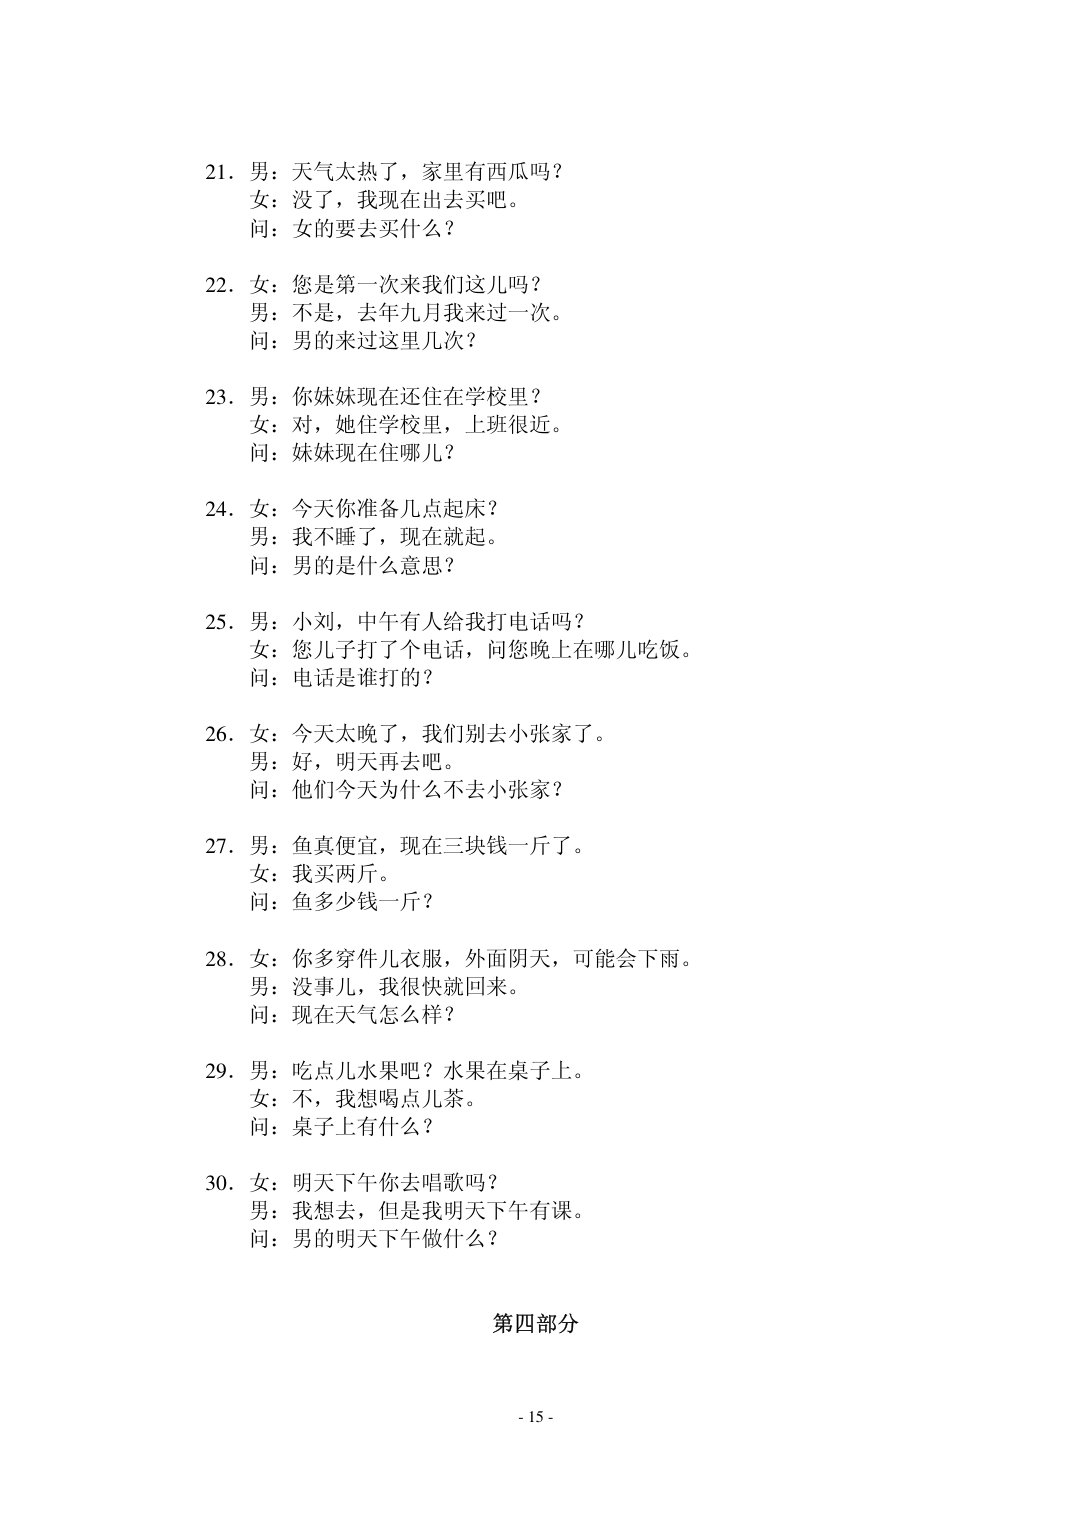 21．男：天气太热了，家里有西瓜吗？
女：没了，我现在出去买吧。
问：女的要去买什么？
22．女：您是第一次来我们这儿吗？
男：不是，去年九月我来过一次。
问：男的来过这里几次？
23．男：你妹妹现在还住在学校里？
女：对，她住学校里，上班很近。
问：妹妹现在住哪儿？
24．女：今天你准备几点起床？
男：我不睡了，现在就起。
问：男的是什么意思？
25．男：小刘，中午有人给我打电话吗？
女：您儿子打了个电话，问您晚上在哪儿吃饭。
问：电话是谁打的？
26．女：今天太晚了，我们别去小张家了。
男：好，明天再去吧。
问：他们今天为什么不去小张家？
27．男：鱼真便宜，现在三块钱一斤了。
女：我买两斤。
问：鱼多少钱一斤？
28．女：你多穿件儿衣服，外面阴天，可能会下雨。
男：没事儿，我很快就回来。
问：现在天气怎么样？
29．男：吃点儿水果吧？水果在桌子上。
女：不，我想喝点儿茶。
问：桌子上有什么？
30．女：明天下午你去唱歌吗？
男：我想去，但是我明天下午有课。
问：男的明天下午做什么？
第四部分
- 15 -